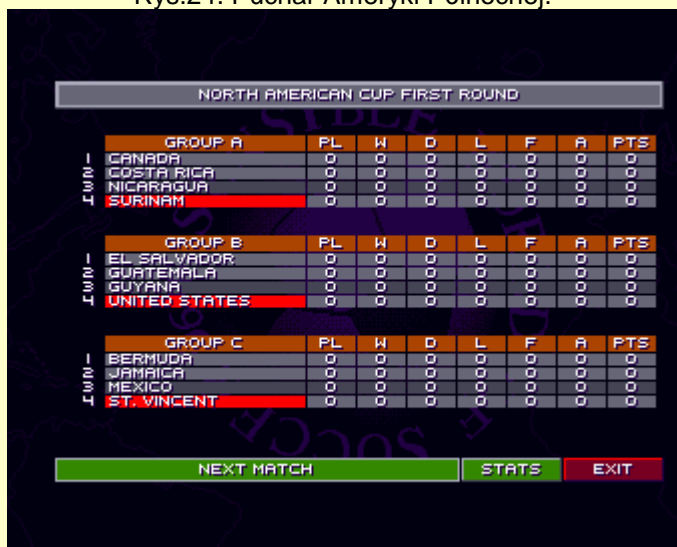 Rys.21. Puchar Ameryki Północnej.
NORTH AMERICAN CUP FIRST ROUND
GROUP A PL W D L F A PTS
1 CANADA 0 0 0 0 0 0 0
2 COSTA RICA 0 0 0 0 0 0 0
3 NICARAGUA 0 0 0 0 0 0 0
4 SURINAM 0 0 0 0 0 0 0
GROUP B PL W D L F A PTS
1 EL SALVADOR 0 0 0 0 0 0 0
2 GUATEMALA 0 0 0 0 0 0 0
3 GUYANA 0 0 0 0 0 0 0
4 UNITED STATES 0 0 0 0 0 0 0
GROUP C PL W D L F A PTS
1 BERMUDA 0 0 0 0 0 0 0
2 JAMAICA 0 0 0 0 0 0 0
3 MEXICO 0 0 0 0 0 0 0
4 ST. VINCENT 0 0 0 0 0 0 0
NEXT MATCH STATS EXIT